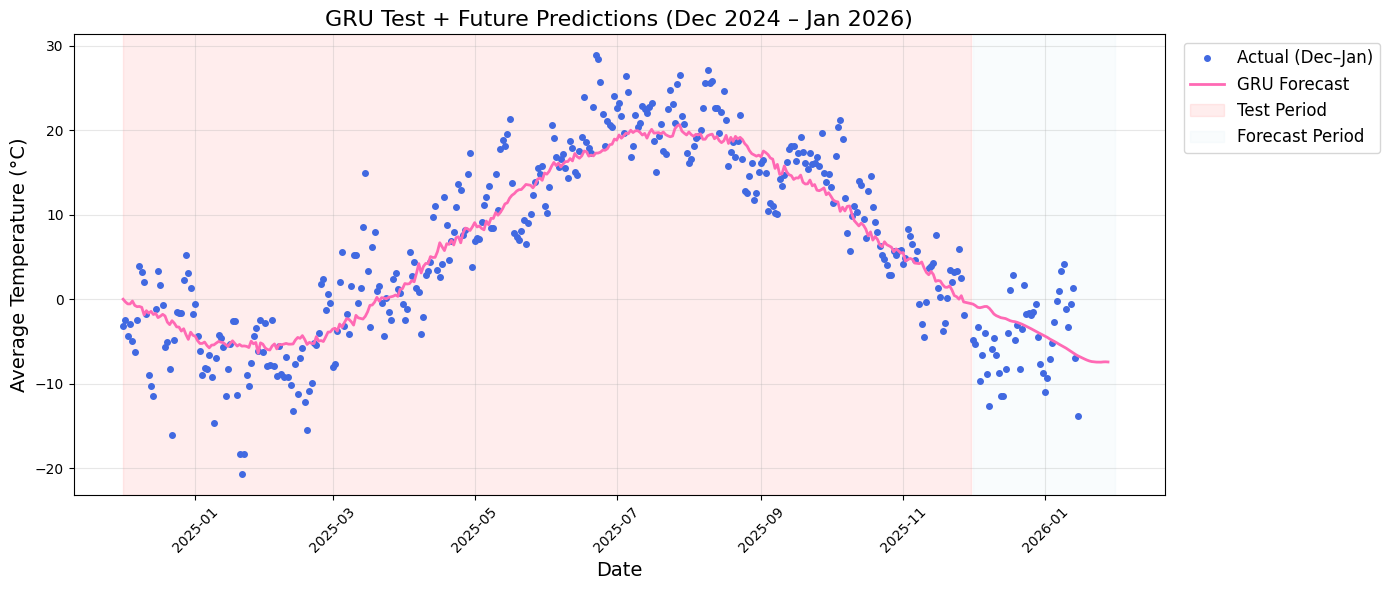 GRU Test + Future Predictions (Dec 2024 – Jan 2026)
Average Temperature (°C)
30
20
10
0
−10
−20
2025-01
2025-03
2025-05
2025-07
2025-09
2025-11
2026-01
Date
Actual (Dec–Jan)
GRU Forecast
Test Period
Forecast Period